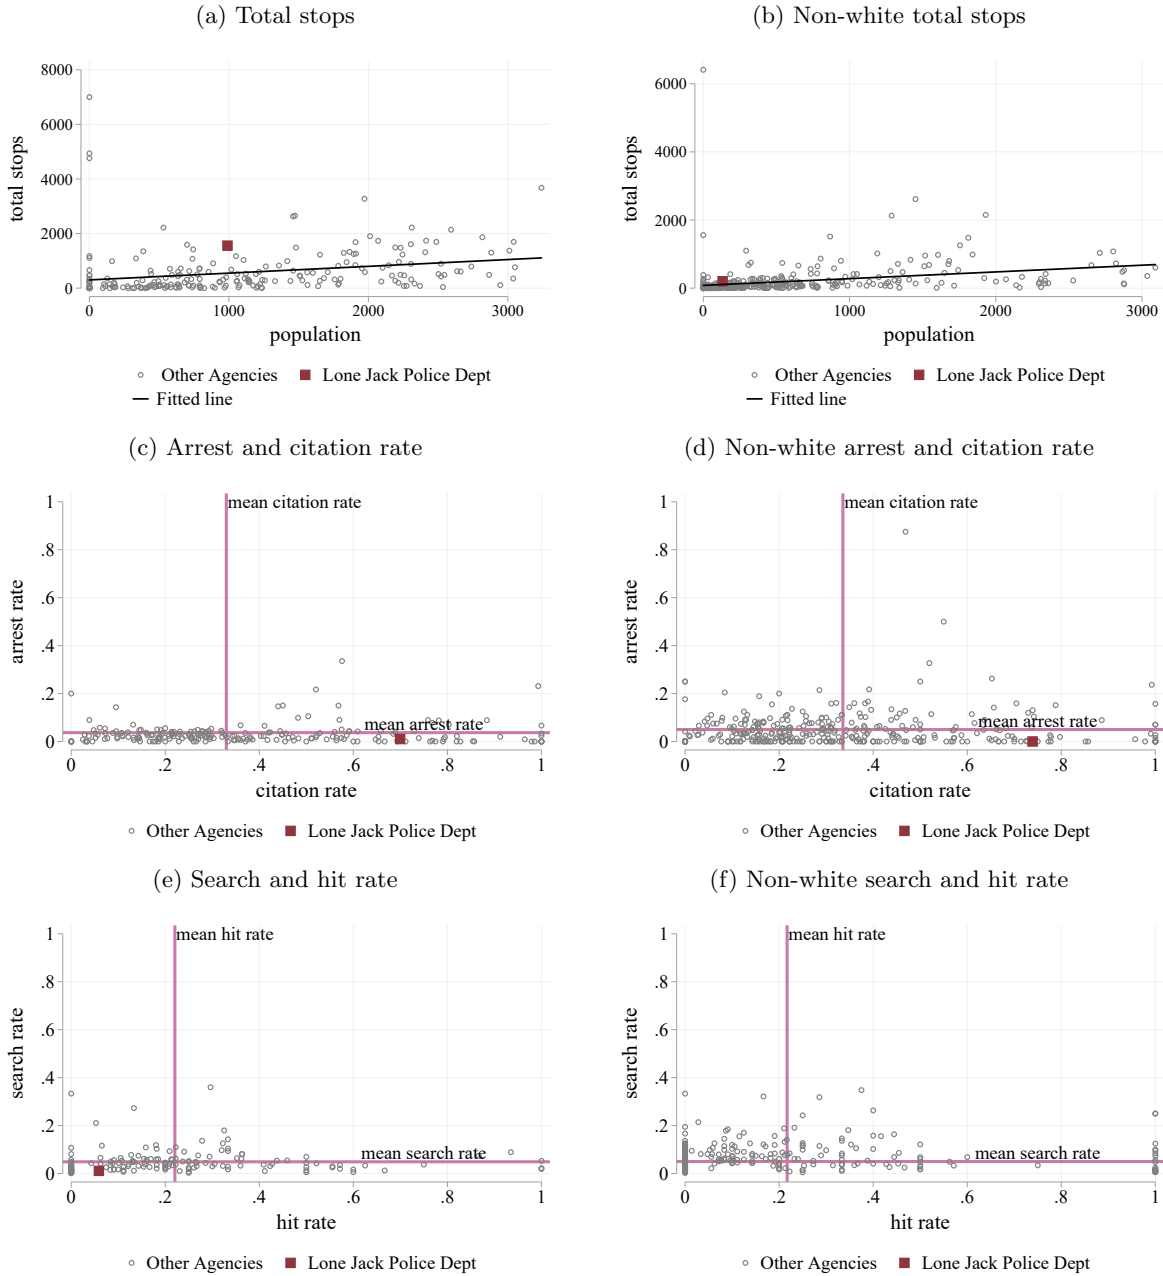 (a) Total stops
(b) Non-white total stops
total stops
8000
6000
4000
2000
0
0
1000
2000
3000
population
Other Agencies
Lone Jack Police Dept
Fitted line
total stops
6000
4000
2000
0
0
1000
2000
3000
population
Other Agencies
Lone Jack Police Dept
Fitted line
(c) Arrest and citation rate
(d) Non-white arrest and citation rate
arrest rate
1
.8
.6
.4
.2
0
mean citation rate
mean arrest rate
0
.2
.4
.6
.8
1
citation rate
Other Agencies
Lone Jack Police Dept
arrest rate
1
.8
.6
.4
.2
0
mean citation rate
mean arrest rate
0
.2
.4
.6
.8
1
citation rate
Other Agencies
Lone Jack Police Dept
(e) Search and hit rate
(f) Non-white search and hit rate
search rate
1
.8
.6
.4
.2
0
mean hit rate
mean search rate
0
.2
.4
.6
.8
1
hit rate
Other Agencies
Lone Jack Police Dept
search rate
1
.8
.6
.4
.2
0
mean hit rate
mean search rate
0
.2
.4
.6
.8
1
hit rate
Other Agencies
Lone Jack Police Dept